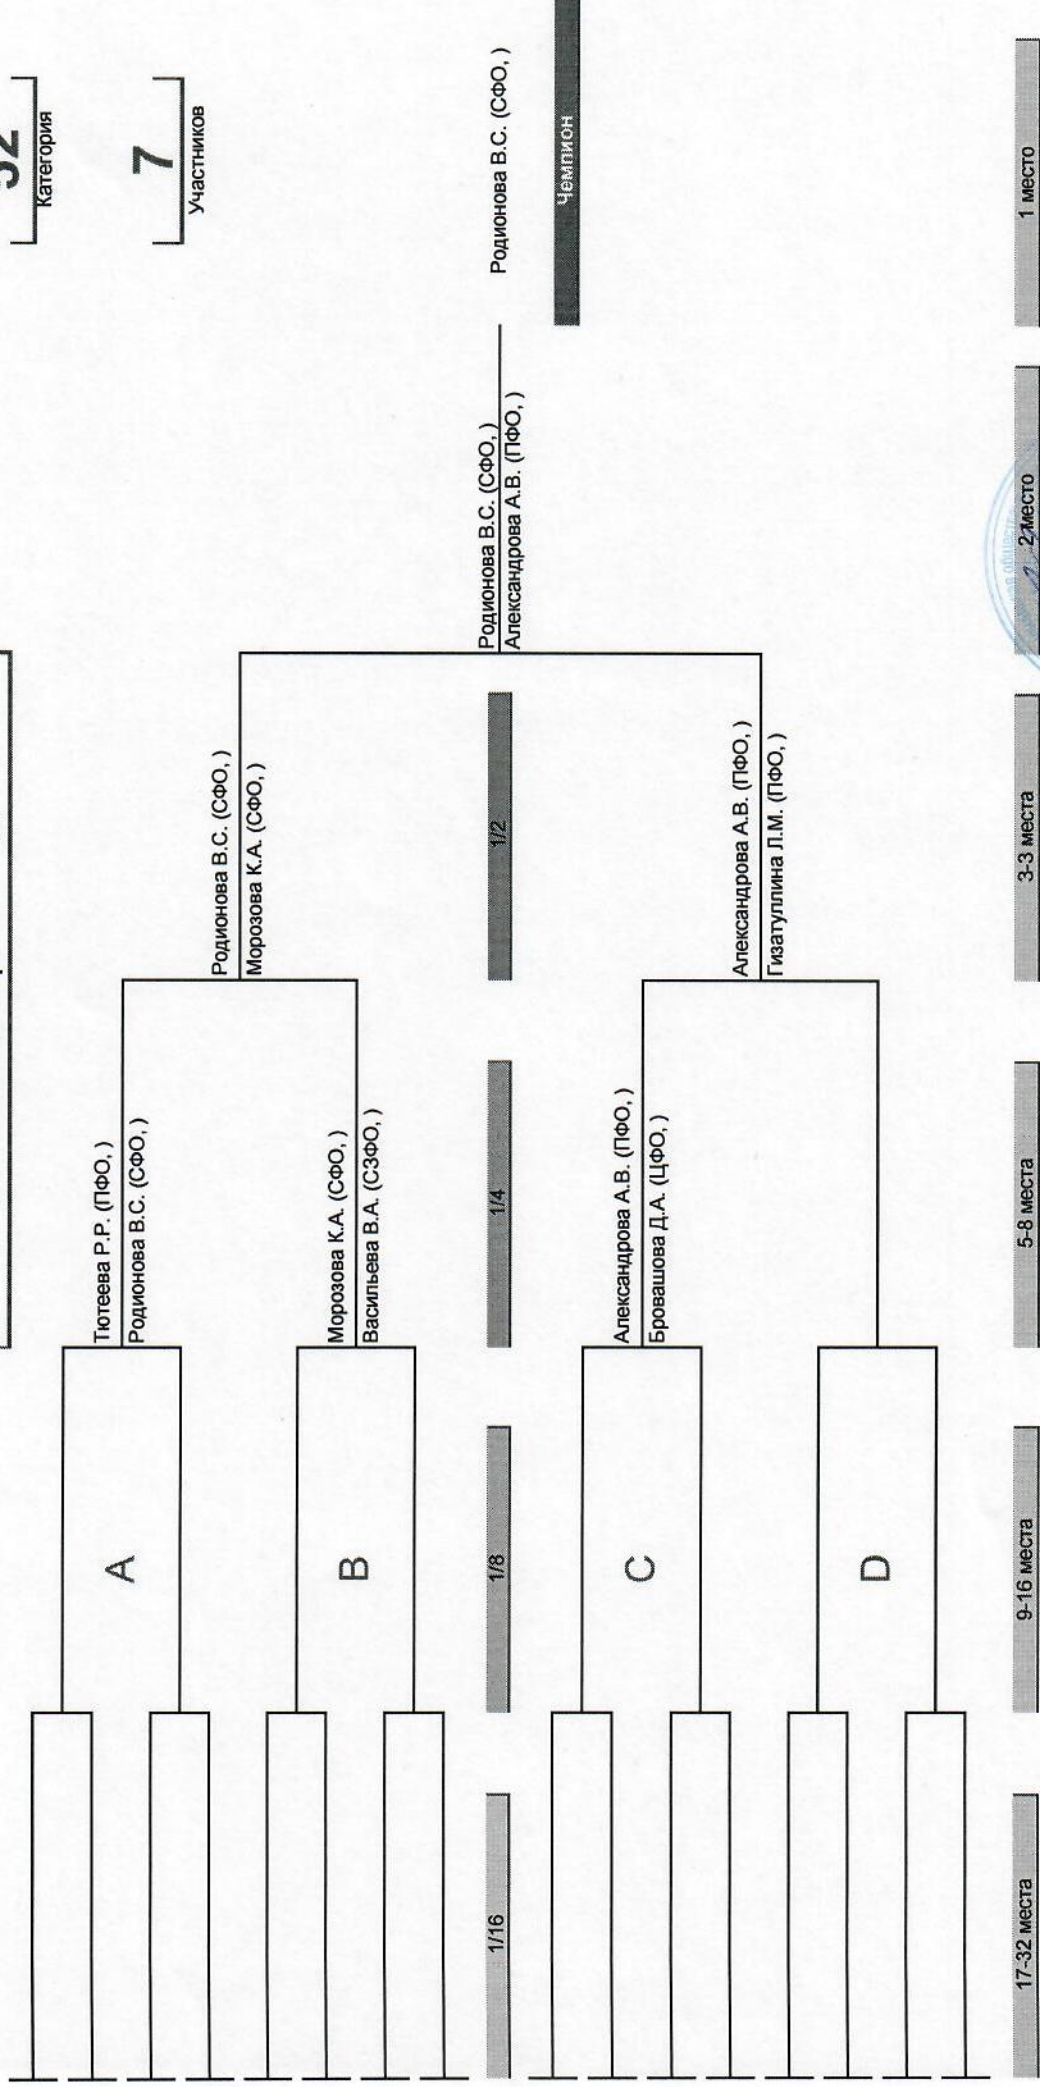 Категория
7
Участников
Тютеева Р.Р. (ПФО, )
Родионова В.С. (СФО, )
A
Родионова В.С. (СФО, )
Морозова К.А. (СФО, )
Морозова К.А. (СФО, )
Васильева В.А. (СЗФО, )
B
Родионова В.С. (СФО, )
Александрова А.В. (ПФО, )
Родионова В.С. (СФО, )
1/16
1/8
1/4
1/2
Чемпион
Александрова А.В. (ПФО, )
Бровашова Д.А. (ЦФО, )
C
Александрова А.В. (ПФО, )
Гизатуллина Л.М. (ПФО, )
D
17-32 места
9-16 места
5-8 места
3-3 места
2 место
1 место